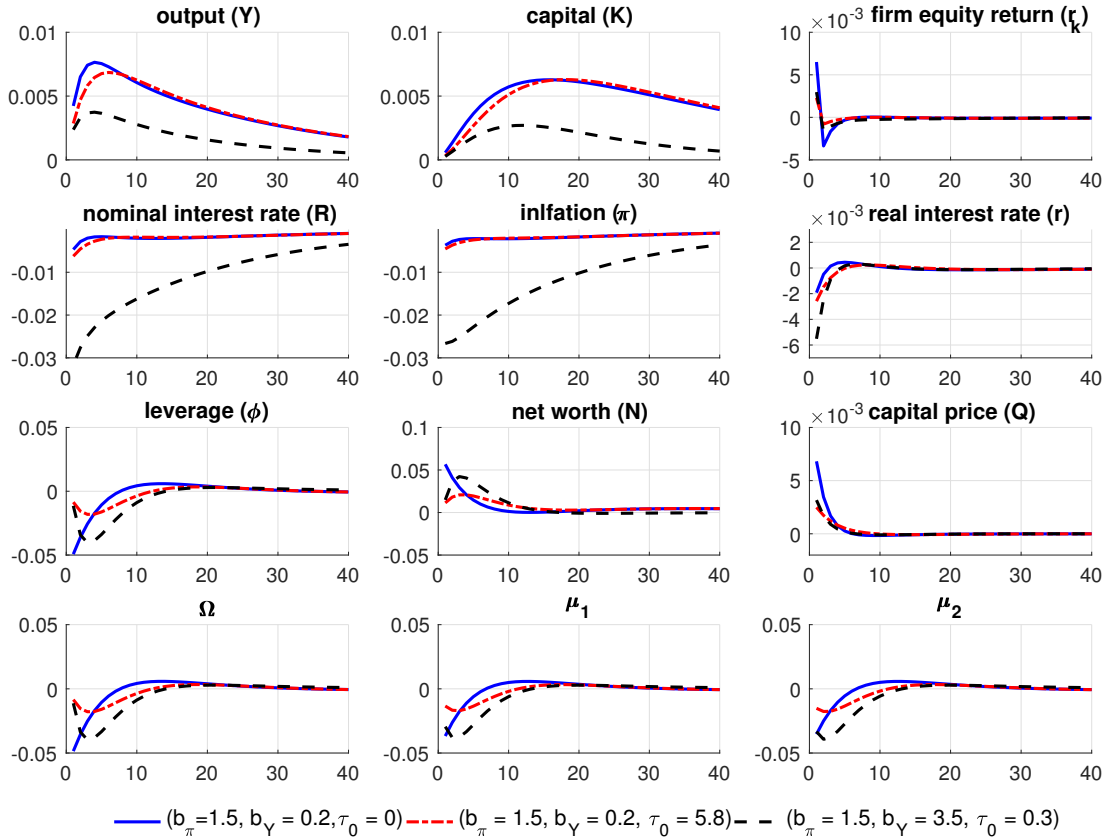 output (Y)
capital (K)
×10⁻³ firm equity return (r_k)
0.01
0.005
0
0 10 20 30 40
0.01
0.005
0
0 10 20 30 40
10
5
0
-5
0 10 20 30 40
nominal interest rate (R)
inlfation (π)
×10⁻³ real interest rate (r)
-0.01
-0.02
-0.03
0 10 20 30 40
-0.01
-0.02
-0.03
0 10 20 30 40
2
0
-2
-4
-6
0 20 40
leverage (ϕ)
net worth (N)
×10⁻³ capital price (Q)
0.05
0
-0.05
0 10 20 30 40
0.1
0.05
0
-0.05
0 10 20 30 40
10
5
0
0 10 20 30 40
Ω
μ₁
μ₂
0.05
0
-0.05
0 10 20 30 40
0.05
0
-0.05
0 10 20 30 40
0.05
0
-0.05
0 10 20 30 40
(b_π=1.5, b_Y = 0.2,τ₀ = 0) (b_π = 1.5, b_Y = 0.2, τ₀ = 5.8) (b_π = 1.5, b_Y = 3.5, τ₀ = 0.3)